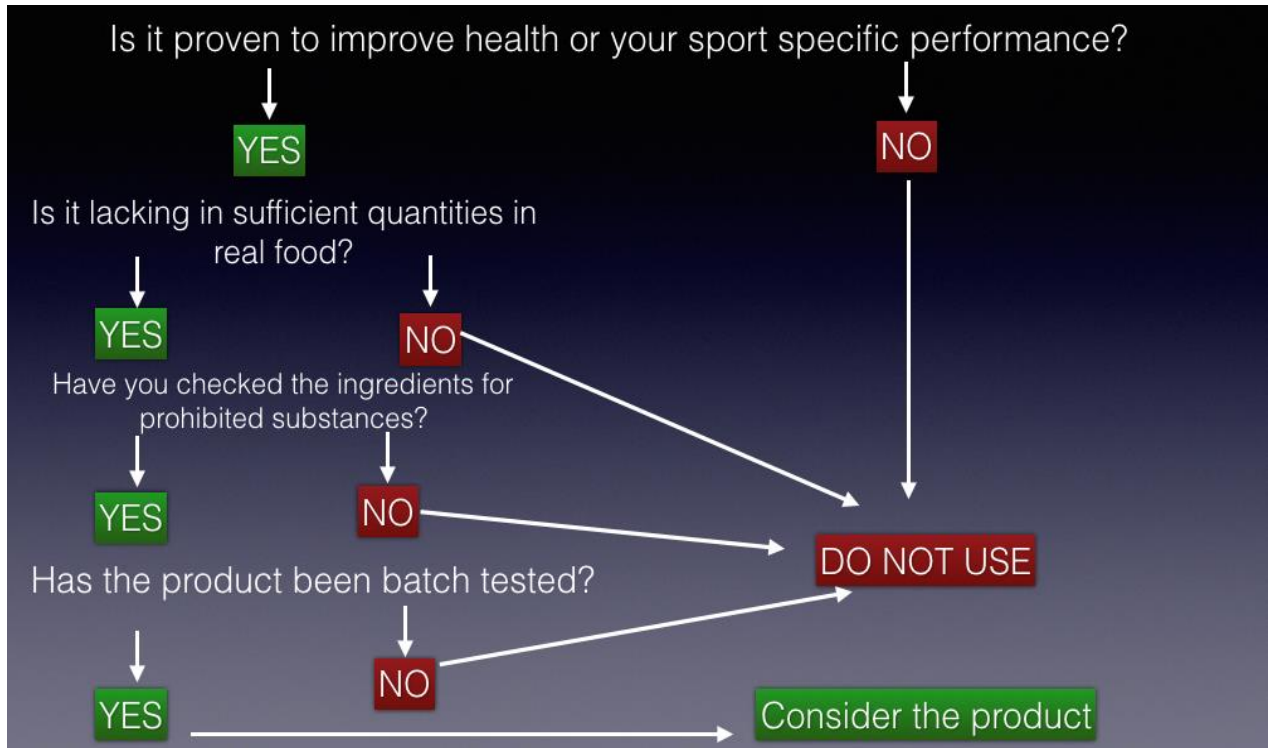 Is it proven to improve health or your sport specific performance?
YES
NO
Is it lacking in sufficient quantities in
real food?
YES
NO
Have you checked the ingredients for
prohibited substances?
YES
NO
DO NOT USE
Has the product been batch tested?
NO
YES
Consider the product